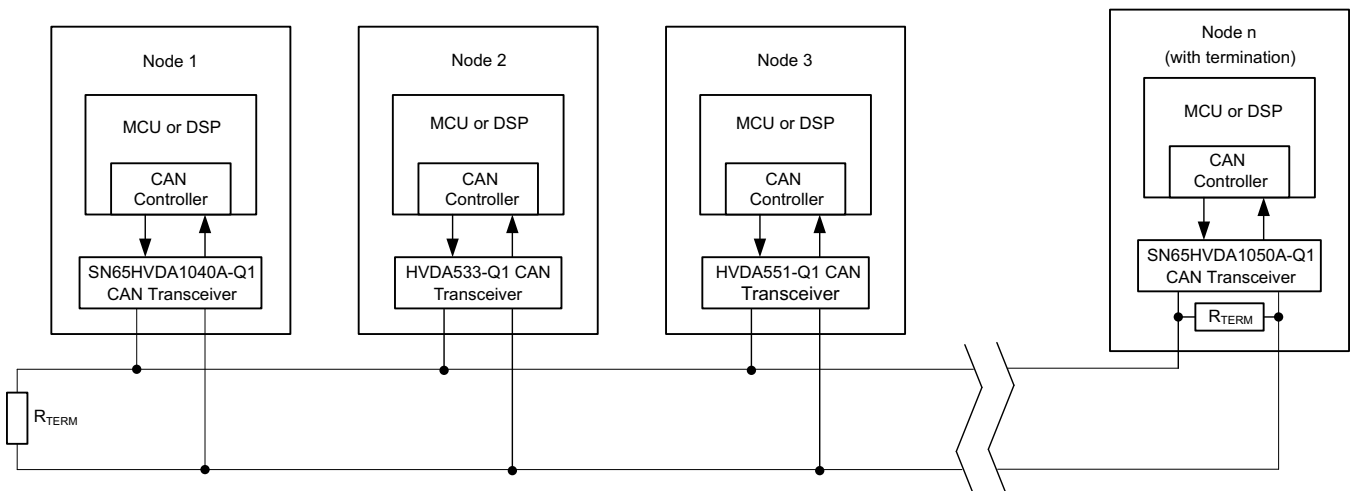 Node 1
MCU or DSP
CAN
Controller
SN65HVDA1040A-Q1
CAN Transceiver
Node 2
MCU or DSP
CAN
Controller
HVDA533-Q1 CAN
Transceiver
Node 3
MCU or DSP
CAN
Controller
HVDA551-Q1 CAN
Transceiver
Node n
(with termination)
MCU or DSP
CAN
Controller
SN65HVDA1050A-Q1
CAN Transceiver
RTERM
RTERM